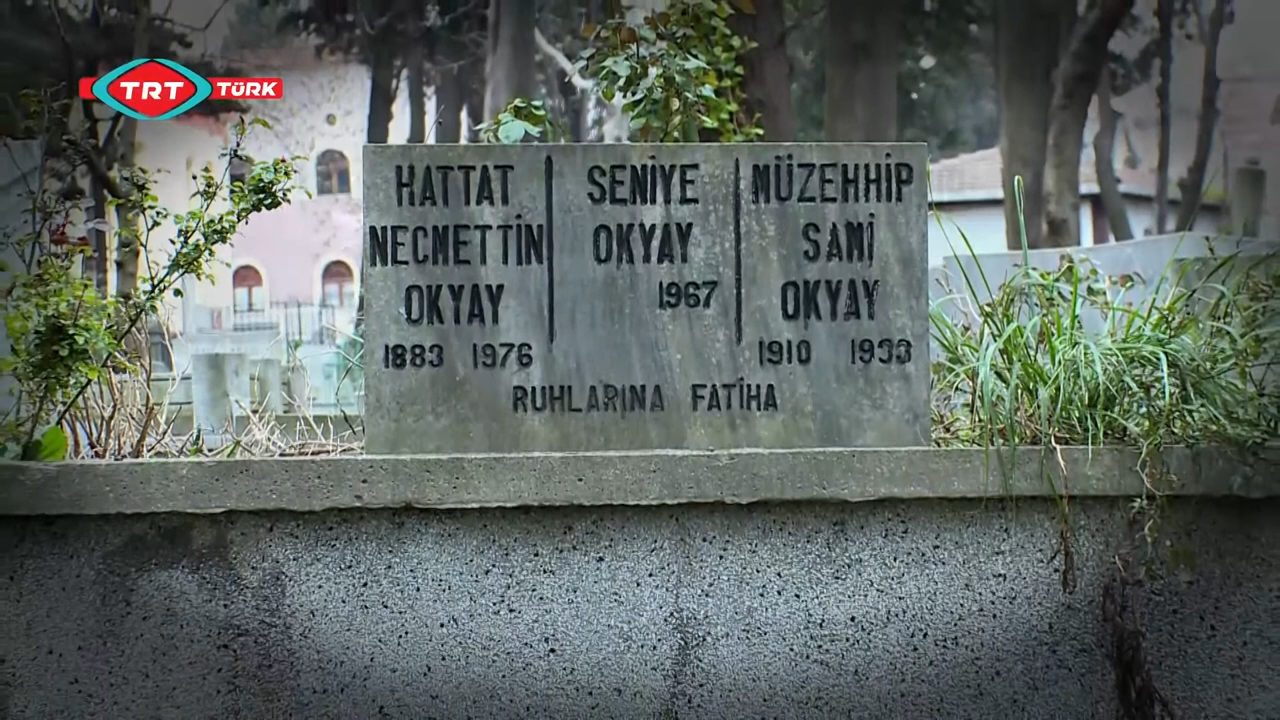 TRT TÜRK
HATTAT
NECMETTİN
OKYAY
1883 1976
SENİYE
OKYAY
1967
MÜZEHHİP
SAMİ
OKYAY
1910 1933
RUHLARINA FATİHA